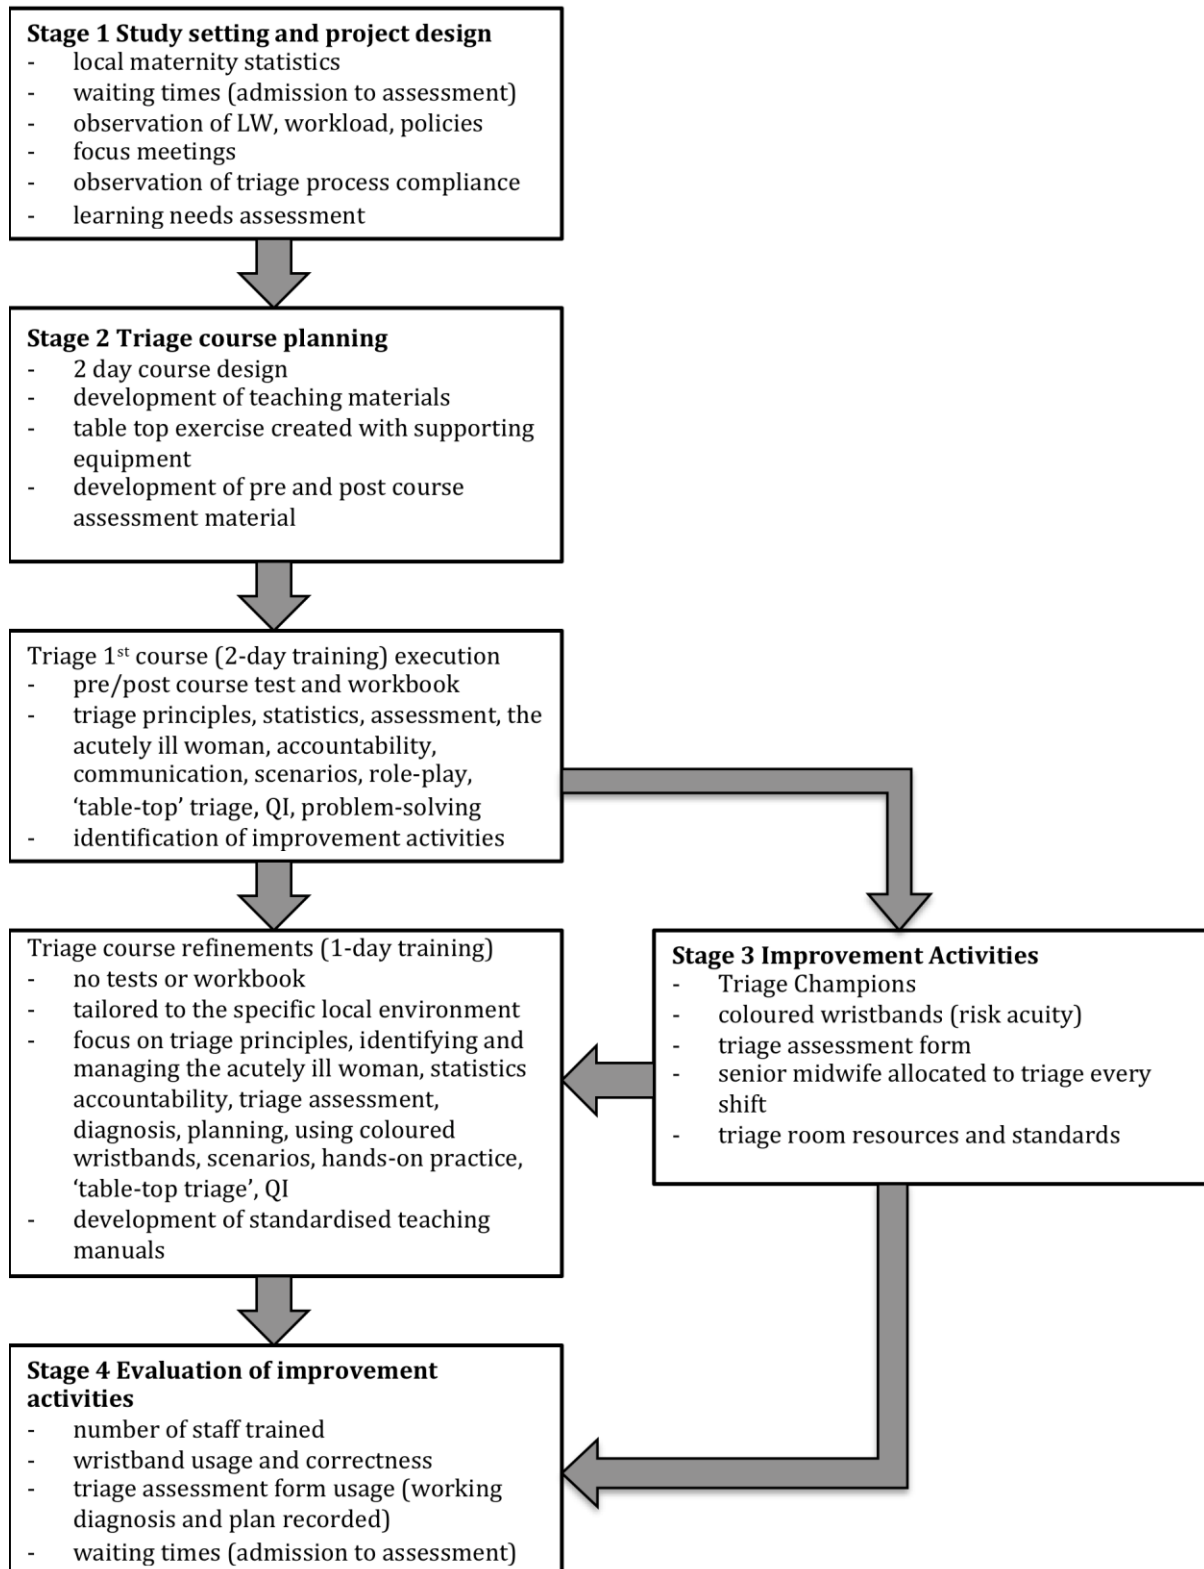 Stage 1 Study setting and project design
- local maternity statistics
- waiting times (admission to assessment)
- observation of LW, workload, policies
- focus meetings
- observation of triage process compliance
- learning needs assessment
Stage 2 Triage course planning
- 2 day course design
- development of teaching materials
- table top exercise created with supporting
equipment
- development of pre and post course
assessment material
Triage 1st course (2-day training) execution
- pre/post course test and workbook
- triage principles, statistics, assessment, the
acutely ill woman, accountability,
communication, scenarios, role-play,
‘table-top’ triage, QI, problem-solving
- identification of improvement activities
Triage course refinements (1-day training)
- no tests or workbook
- tailored to the specific local environment
- focus on triage principles, identifying and
managing the acutely ill woman, statistics
accountability, triage assessment,
diagnosis, planning, using coloured
wristbands, scenarios, hands-on practice,
‘table-top triage’, QI
- development of standardised teaching
manuals
Stage 3 Improvement Activities
- Triage Champions
- coloured wristbands (risk acuity)
- triage assessment form
- senior midwife allocated to triage every
shift
- triage room resources and standards
Stage 4 Evaluation of improvement
activities
- number of staff trained
- wristband usage and correctness
- triage assessment form usage (working
diagnosis and plan recorded)
- waiting times (admission to assessment)